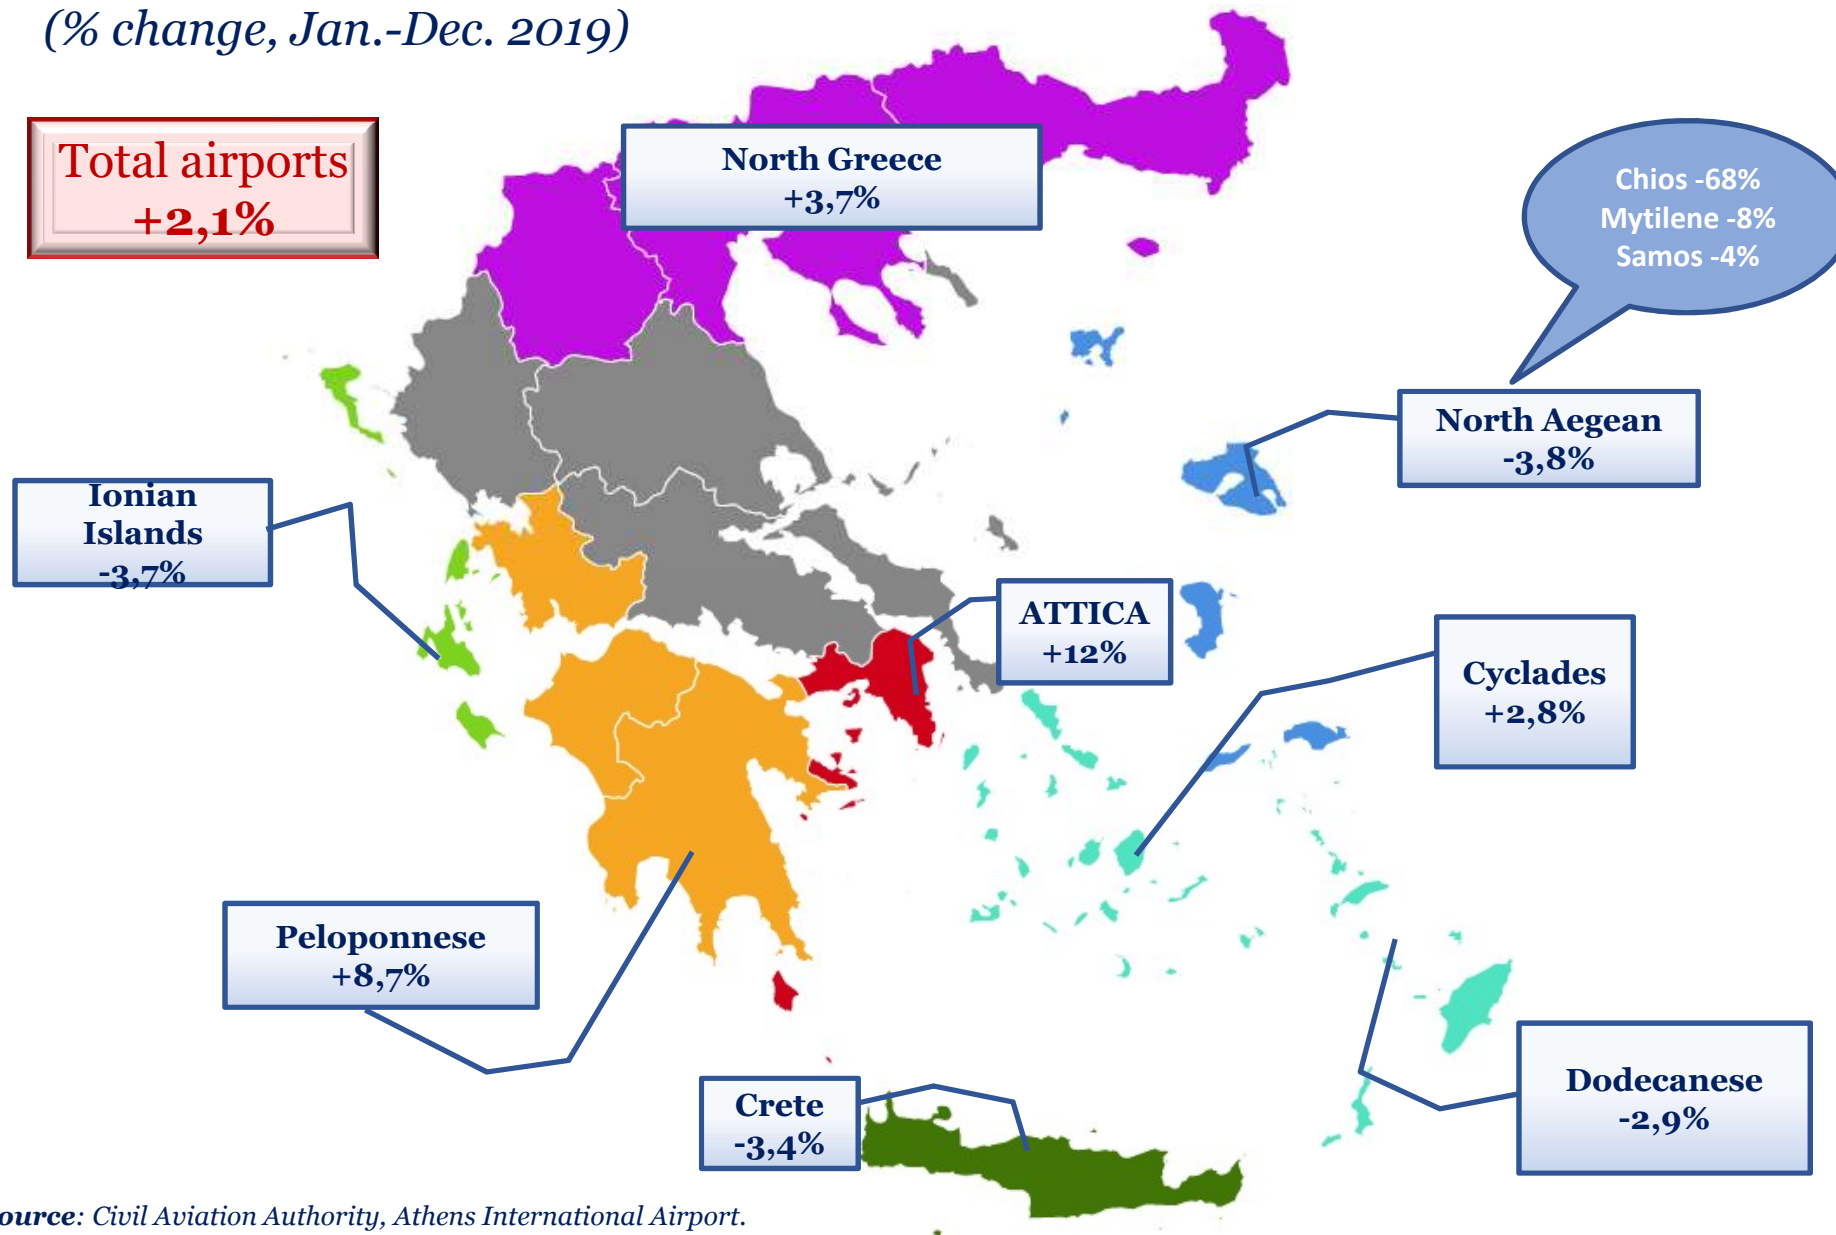 (% change, Jan.-Dec. 2019)
Total airports
+2,1%
North Greece
+3,7%
Chios -68%
Mytilene -8%
Samos -4%
North Aegean
-3,8%
Ionian
Islands
-3,7%
ATTICA
+12%
Cyclades
+2,8%
Peloponnese
+8,7%
Crete
-3,4%
Dodecanese
-2,9%
ource: Civil Aviation Authority, Athens International Airport.